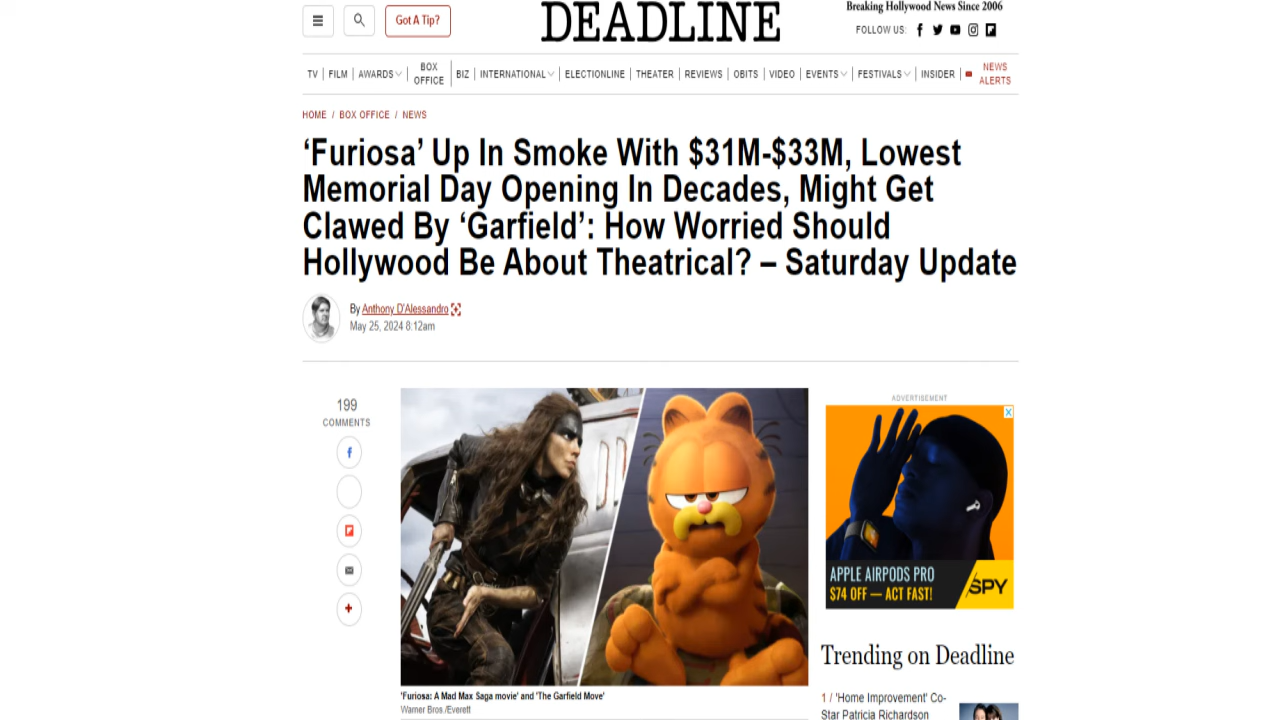 Got A Tip?
DEADLINE
Breaking Hollywood News Since 2006
FOLLOW US:
TV
FILM
AWARDS
BOX
OFFICE
BIZ
INTERNATIONAL
ELECTIONLINE
THEATER
REVIEWS
OBITS
VIDEO
EVENTS
FESTIVALS
INSIDER
NEWS
ALERTS
HOME / BOX OFFICE / NEWS
‘Furiosa’ Up In Smoke With $31M-$33M, Lowest
Memorial Day Opening In Decades, Might Get
Clawed By ‘Garfield’: How Worried Should
Hollywood Be About Theatrical? – Saturday Update
By Anthony D'Alessandro
May 25, 2024 8:12am
199
COMMENTS
ADVERTISEMENT
APPLE AIRPODS PRO
$74 OFF — ACT FAST!
SPY
'Furiosa: A Mad Max Saga movie' and 'The Garfield Move'
Warner Bros./Everett
Trending on Deadline
1 / 'Home Improvement' Co-
Star Patricia Richardson